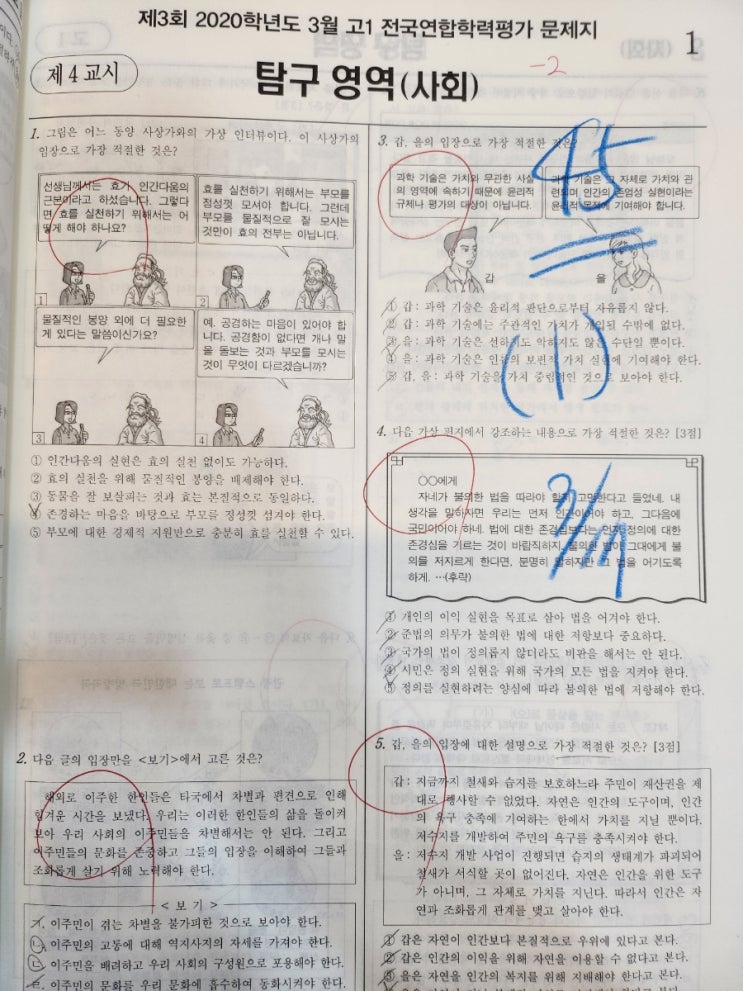 제3회 2020학년도 3월 고1 전국연합학력평가 문제지
1
제 4 교시
탐구 영역(사회)
-2
45
(1)
3/17
1. 그림은 어느 동양 사상가와의 가상 인터뷰이다. 이 사상가의
입장으로 가장 적절한 것은?
선생님께서는 효가 인간다움의
근본이라고 하셨습니다. 그렇다
면 효를 실천하기 위해서는 어
떻게 해야 하나요?
1
효를 실천하기 위해서는 부모를
정성껏 모셔야 합니다. 그런데
부모를 물질적으로 잘 모시는
것만이 효의 전부는 아닙니다.
2
물질적인 봉양 외에 더 필요한
게 있다는 말씀이신가요?
3
예. 공경하는 마음이 있어야 합
니다. 공경함이 없다면 개나 말
을 돌보는 것과 부모를 모시는
것이 무엇이 다르겠습니까?
4
① 인간다움의 실현은 효의 실천 없이도 가능하다.
② 효의 실천을 위해 물질적인 봉양을 배제해야 한다.
③ 동물을 잘 보살피는 것과 효는 본질적으로 동일하다.
④ 존경하는 마음을 바탕으로 부모를 정성껏 섬겨야 한다.
⑤ 부모에 대한 경제적 지원만으로 충분히 효를 실천할 수 있다.
2. 다음 글의 입장만을 <보기>에서 고른 것은?
해외로 이주한 한인들은 타국에서 차별과 편견으로 인해
힘겨운 시간을 보냈다. 우리는 이러한 한인들의 삶을 돌이켜
보아 우리 사회의 이주민들을 차별해서는 안 된다. 그리고
이주민들의 문화를 존중하고 그들의 입장을 이해하여 그들과
조화롭게 살기 위해 노력해야 한다.
< 보 기 >
ㄱ. 이주민이 겪는 차별을 불가피한 것으로 보아야 한다.
ㄴ. 이주민의 고통에 대해 역지사지의 자세를 가져야 한다.
ㄷ. 이주민을 배려하고 우리 사회의 구성원으로 포용해야 한다.
ㄹ. 이주민의 문화를 우리 문화에 흡수하여 동화시켜야 한다.
3. 갑, 을의 입장으로 가장 적절한 것은?
과학 기술은 가치와 무관한 사실
의 영역에 속하기 때문에 윤리적
규제나 평가의 대상이 아닙니다.
갑
과학 기술은 그 자체로 가치와 관
련되며 인간의 존엄성 실현이라는
윤리적 목적에 기여해야 합니다.
을
① 갑 : 과학 기술은 윤리적 판단으로부터 자유롭지 않다.
② 갑 : 과학 기술에는 주관적인 가치가 개입될 수밖에 없다.
③ 을 : 과학 기술은 선하지도 악하지도 않은 수단일 뿐이다.
④ 을 : 과학 기술은 인류의 보편적 가치 실현에 기여해야 한다.
⑤ 갑, 을 : 과학 기술을 가치 중립적인 것으로 보아야 한다.
4. 다음 가상 편지에서 강조하는 내용으로 가장 적절한 것은? [3점]
○○에게
자네가 불의한 법을 따라야 할지 고민한다고 들었네. 내
생각을 말하자면 우리는 먼저 인간이어야 하고, 그다음에
국민이어야 하네. 법에 대한 존경심보다는 먼저 정의에 대한
존경심을 기르는 것이 바람직하지. 불의한 법이 그대에게 불
의를 저지르게 한다면, 분명히 말하지만 그 법을 어기도록
하게. …(후략)
① 개인의 이익 실현을 목표로 삼아 법을 어겨야 한다.
② 준법의 의무가 불의한 법에 대한 저항보다 중요하다.
③ 국가의 법이 정의롭지 않더라도 비판을 해서는 안 된다.
④ 시민은 정의 실현을 위해 국가의 모든 법을 지켜야 한다.
⑤ 정의를 실현하려는 양심에 따라 불의한 법에 저항해야 한다.
5. 갑, 을의 입장에 대한 설명으로 가장 적절한 것은? [3점]
갑 : 지금까지 철새와 습지를 보호하느라 주민이 재산권을 제
대로 행사할 수 없었다. 자연은 인간의 도구이며, 인간
의 욕구 충족에 기여하는 한에서 가치를 지닐 뿐이다.
저수지를 개발하여 주민의 욕구를 충족시켜야 한다.
을 : 저수지 개발 사업이 진행되면 습지의 생태계가 파괴되어
철새가 서식할 곳이 없어진다. 자연은 인간을 위한 도구
가 아니며, 그 자체로 가치를 지닌다. 따라서 인간은 자
연과 조화롭게 관계를 맺고 살아야 한다.
① 갑은 자연이 인간보다 본질적으로 우위에 있다고 본다.
② 갑은 인간의 이익을 위해 자연을 이용할 수 없다고 본다.
③ 을은 자연을 인간의 복지를 위해 지배해야 한다고 본다.